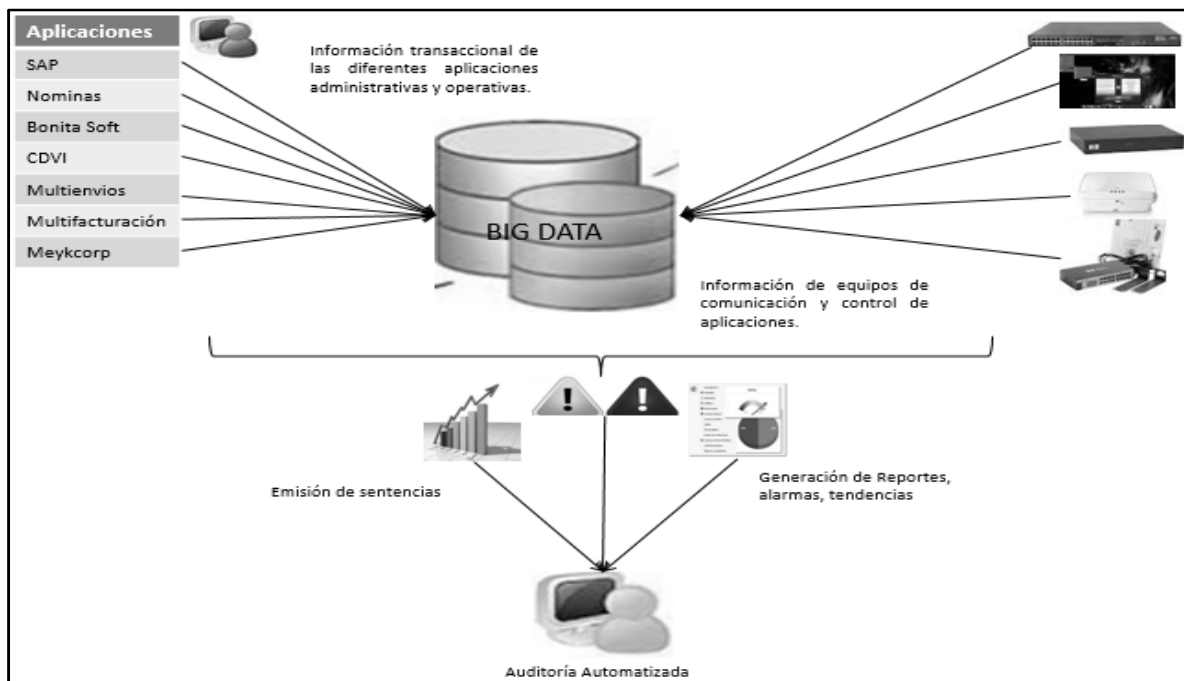 Aplicaciones
SAP
Nominas
Bonita Soft
CDVI
Multienvios
Multifacturación
Meykcorp
Información transaccional de
las diferentes aplicaciones
administrativas y operativas.
BIG DATA
Información de equipos de
comunicación y control de
aplicaciones.
Emisión de sentencias
Generación de Reportes,
alarmas, tendencias
Auditoría Automatizada